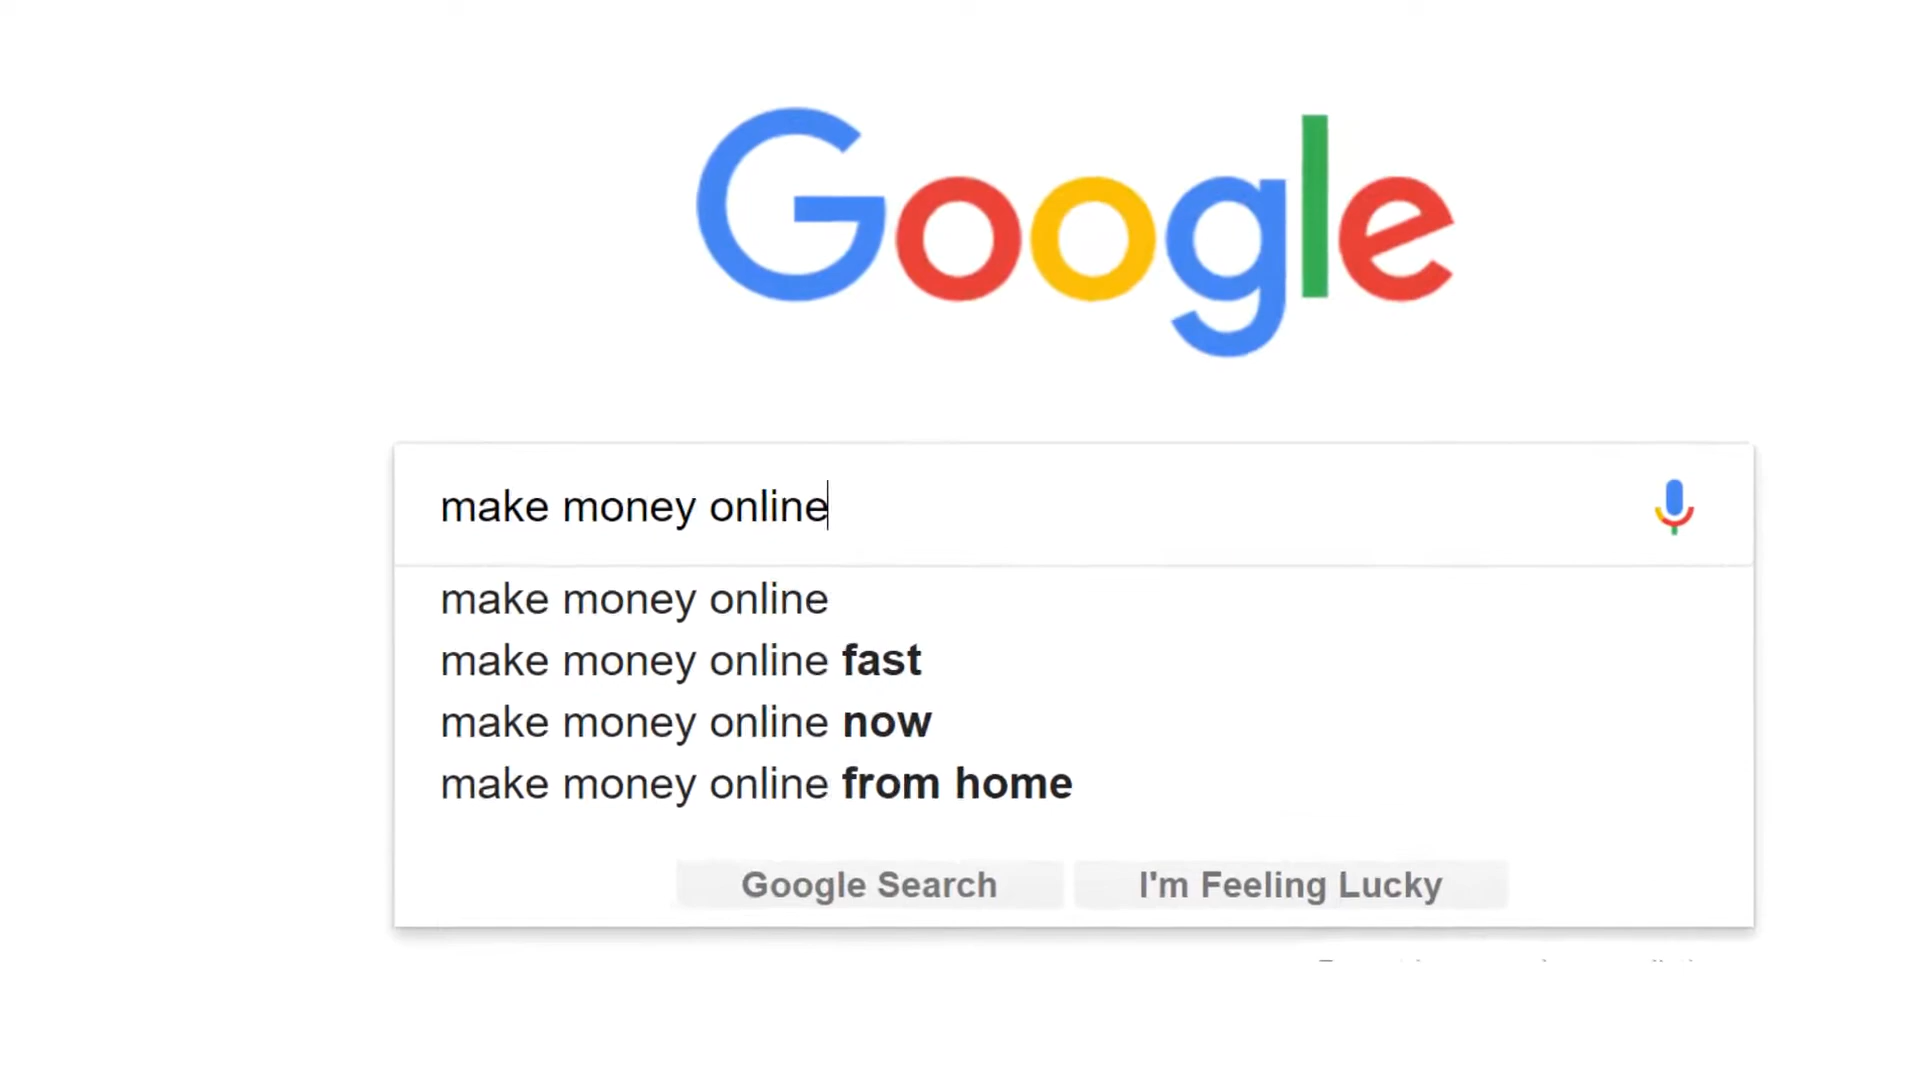 Google
make money online
make money online
make money online fast
make money online now
make money online from home
Google Search
I'm Feeling Lucky